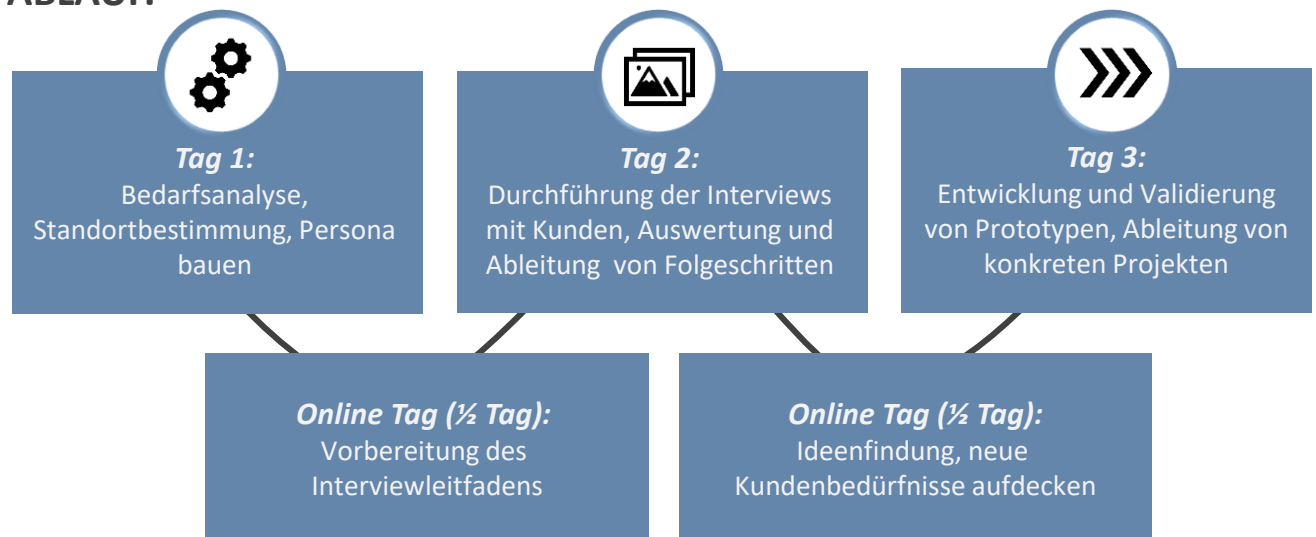 ABLAUF:
Tag 1:
Bedarfsanalyse,
Standortbestimmung, Persona
bauen
Tag 2:
Durchführung der Interviews
mit Kunden, Auswertung und
Ableitung  von Folgeschritten
Tag 3:
Entwicklung und Validierung
von Prototypen, Ableitung von
konkreten Projekten
Online Tag (½ Tag):
Vorbereitung des
Interviewleitfadens
Online Tag (½ Tag):
Ideenfindung, neue
Kundenbedürfnisse aufdecken